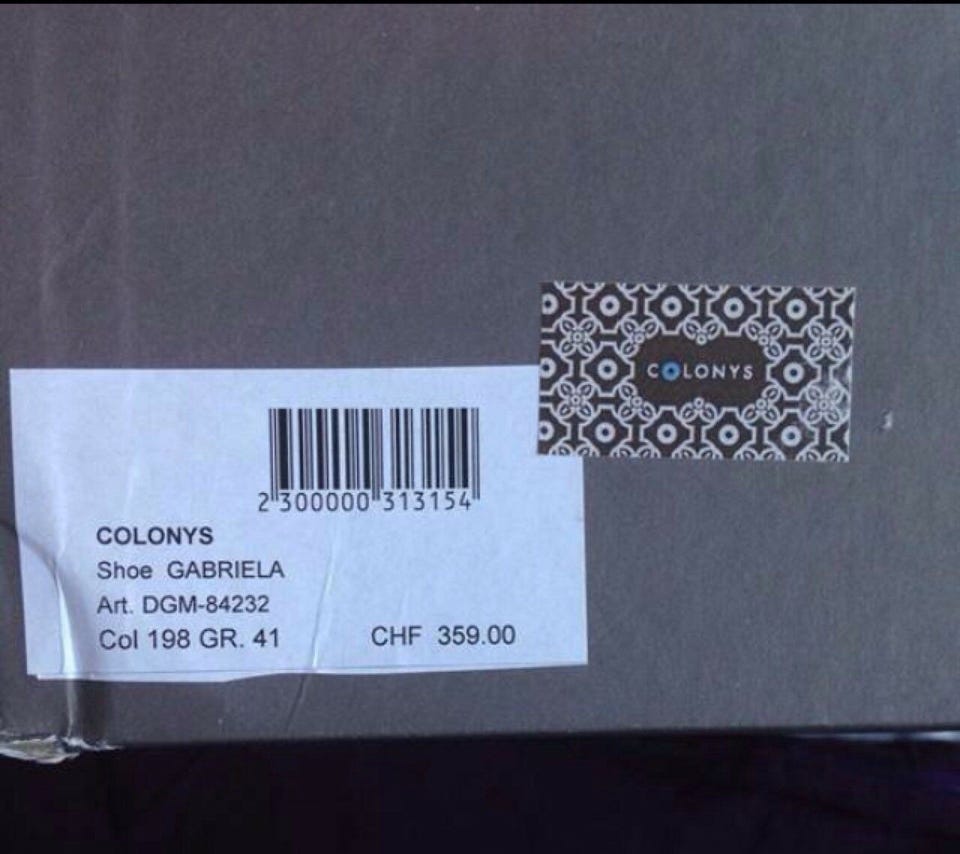 COLONYS
2 300000 313154
COLONYS
Shoe GABRIELA
Art. DGM-84232
Col 198 GR. 41 CHF 359.00